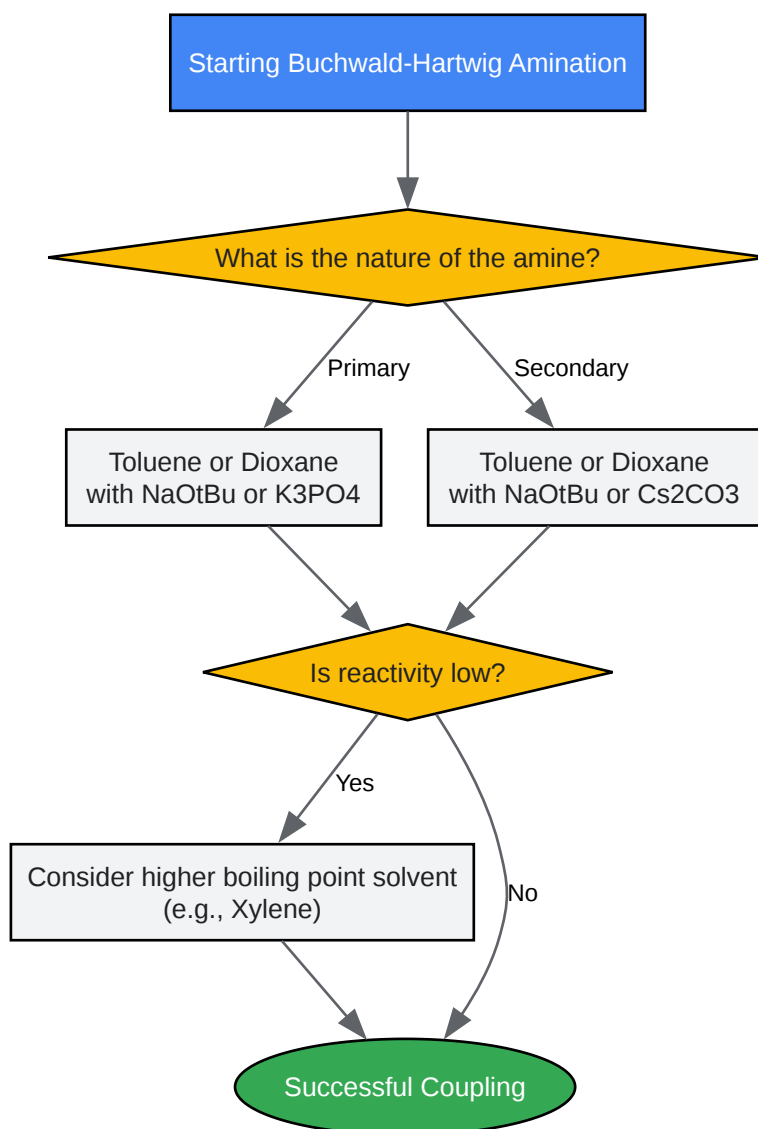 Starting Buchwald-Hartwig Amination
What is the nature of the amine?
Primary
Secondary
Toluene or Dioxane
with NaOtBu or K3PO4
Toluene or Dioxane
with NaOtBu or Cs2CO3
Is reactivity low?
Yes
Consider higher boiling point solvent
(e.g., Xylene)
No
Successful Coupling